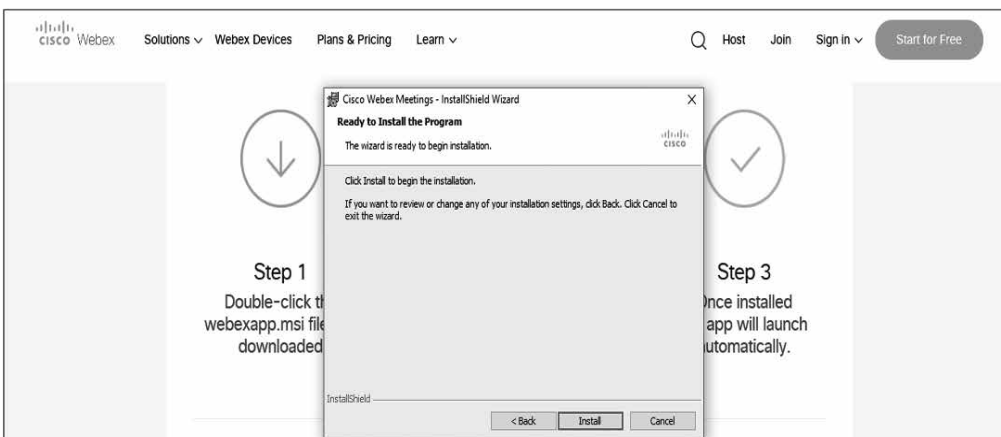 CISCO Webex Solutions Webex Devices Plans & Pricing Learn Host Join Sign in Start for Free
Cisco Webex Meetings - InstallShield Wizard X
Ready to Install the Program
The wizard is ready to begin installation.
CISCO
Click Install to begin the installation.
If you want to review or change any of your installation settings, click Back. Click Cancel to
exit the wizard.
InstallShield
< Back Install Cancel
Step 1
Double-click
webexapp.msi
downloaded
Step 3
installed
app will launch
automatically.